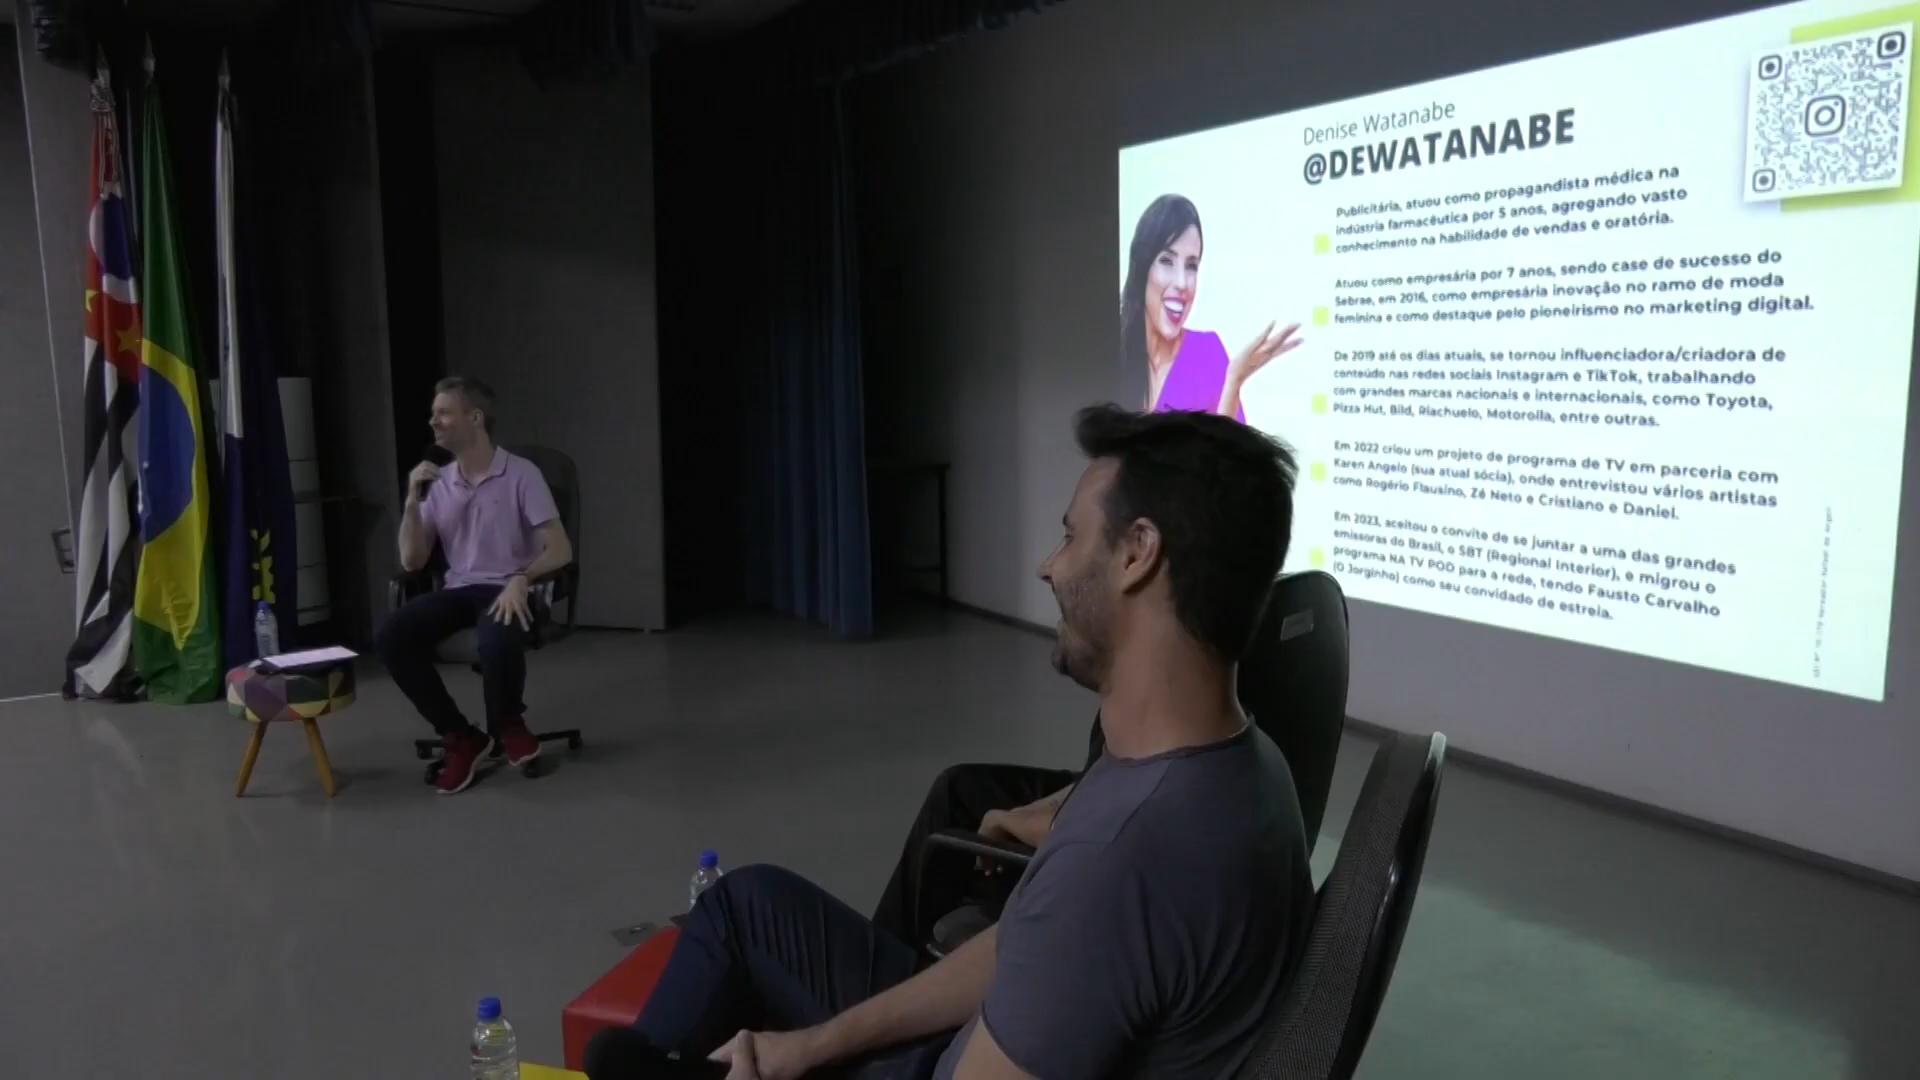 Denise Watanabe
@DEWATANABE
Publicitária, atuou como propagandista médica na
indústria farmacêutica por 5 anos, agregando vasto
conhecimento na habilidade de vendas e oratória.
Atuou como empresária por 7 anos, sendo case de sucesso do
Sebrae, em 2016, como empresária inovação no ramo de moda
feminina e como destaque pelo pioneirismo no marketing digital.
De 2019 até os dias atuais, se tornou influenciadora/criadora de
conteúdo nas redes sociais Instagram e TikTok, trabalhando
com grandes marcas nacionais e internacionais, como Toyota,
Pizza Hut, Bild, Riachuelo, Motorolla, entre outras.
Em 2022 criou um projeto de programa de TV em parceria com
Karen Angelo (sua atual sócia), onde entrevistou vários artistas
como Rogério Flausino, Zé Neto e Cristiano e Daniel.
Em 2023, aceitou o convite de se juntar a uma das grandes
emissoras do Brasil, o SBT (Regional Interior), e migrou o
programa NA TV POD para a rede, tendo Fausto Carvalho
(O Jorginho) como seu convidado de estreia.